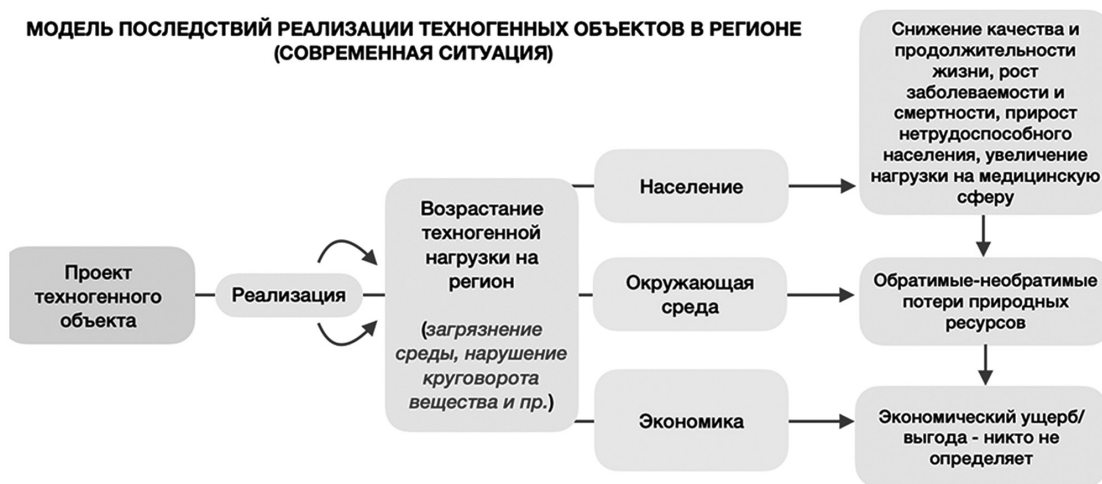 МОДЕЛЬ ПОСЛЕДСТВИЙ РЕАЛИЗАЦИИ ТЕХНОГЕННЫХ ОБЪЕКТОВ В РЕГИОНЕ
(СОВРЕМЕННАЯ СИТУАЦИЯ)
Проект
техногенного
объекта
Реализация
Возрастание
техногенной
нагрузки на
регион
(загрязнение
среды, нарушение
круговорота
вещества и пр.)
Население
Снижение качества и
продолжительности
жизни, рост
заболеваемости и
смертности, прирост
нетрудоспособного
населения, увеличение
нагрузки на медицинскую
сферу
Окружающая
среда
Обратимые-необратимые
потери природных
ресурсов
Экономика
Экономический ущерб/
выгода - никто не
определяет